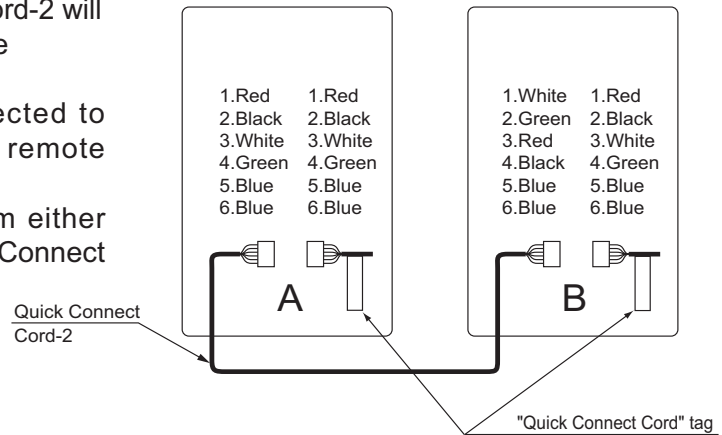 ord-2 will
e
ected to
remote
m either
Connect
1.Red 1.Red
2.Black 2.Black
3.White 3.White
4.Green 4.Green
5.Blue 5.Blue
6.Blue 6.Blue
A
1.White 1.Red
2.Green 2.Black
3.Red 3.White
4.Black 4.Green
5.Blue 5.Blue
6.Blue 6.Blue
B
Quick Connect
Cord-2
"Quick Connect Cord" tag